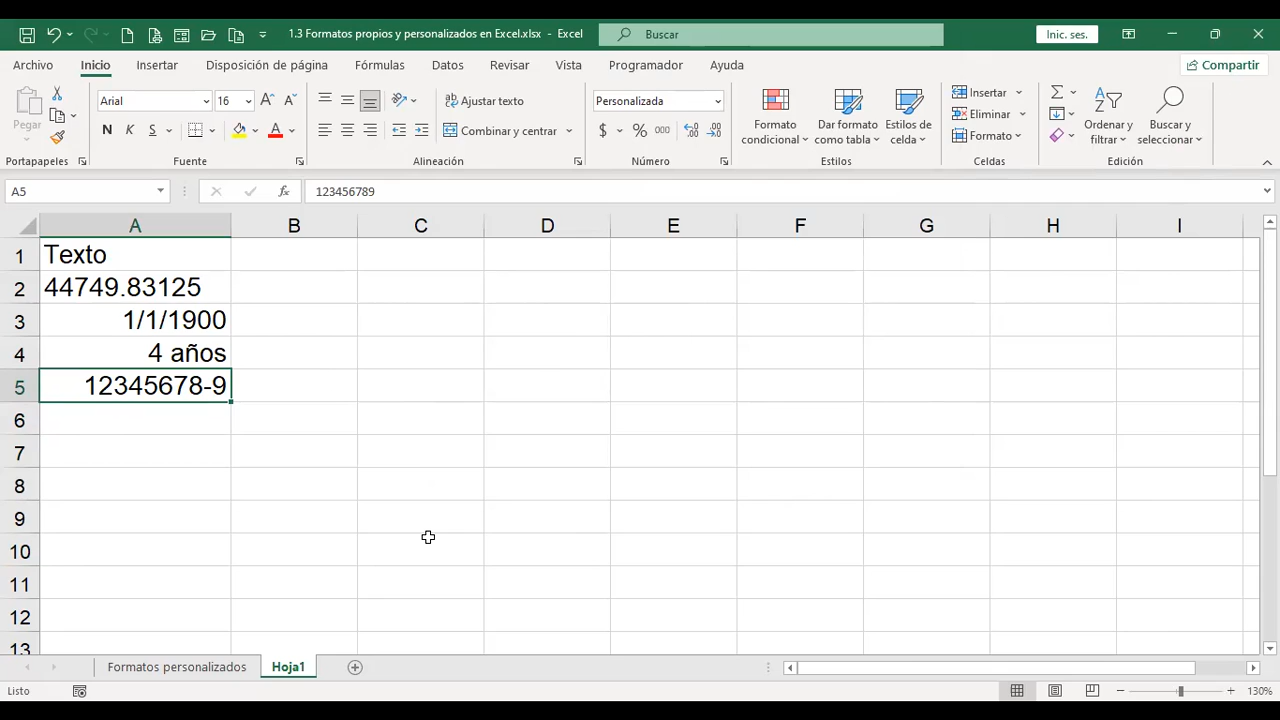 1.3 Formatos propios y personalizados en Excel.xlsx - Excel
Buscar
Inic. ses.
Archivo Inicio Insertar Disposición de página Fórmulas Datos Revisar Vista Programador Ayuda
Compartir
Pegar
Portapapeles
Arial 16
N K S
Fuente
Ajustar texto
Combinar y centrar
Alineación
Personalizada
$ % 000
Número
Formato condicional
Dar formato como tabla
Estilos de celda
Estilos
Insertar
Eliminar
Formato
Celdas
Ordenar y filtrar
Buscar y seleccionar
Edición
A5 fx 123456789
A B C D E F G H I
1 Texto
2 44749.83125
3 1/1/1900
4 4 años
5 12345678-9
6
7
8
9
10
11
12
13
Formatos personalizados Hoja1
Listo 130%